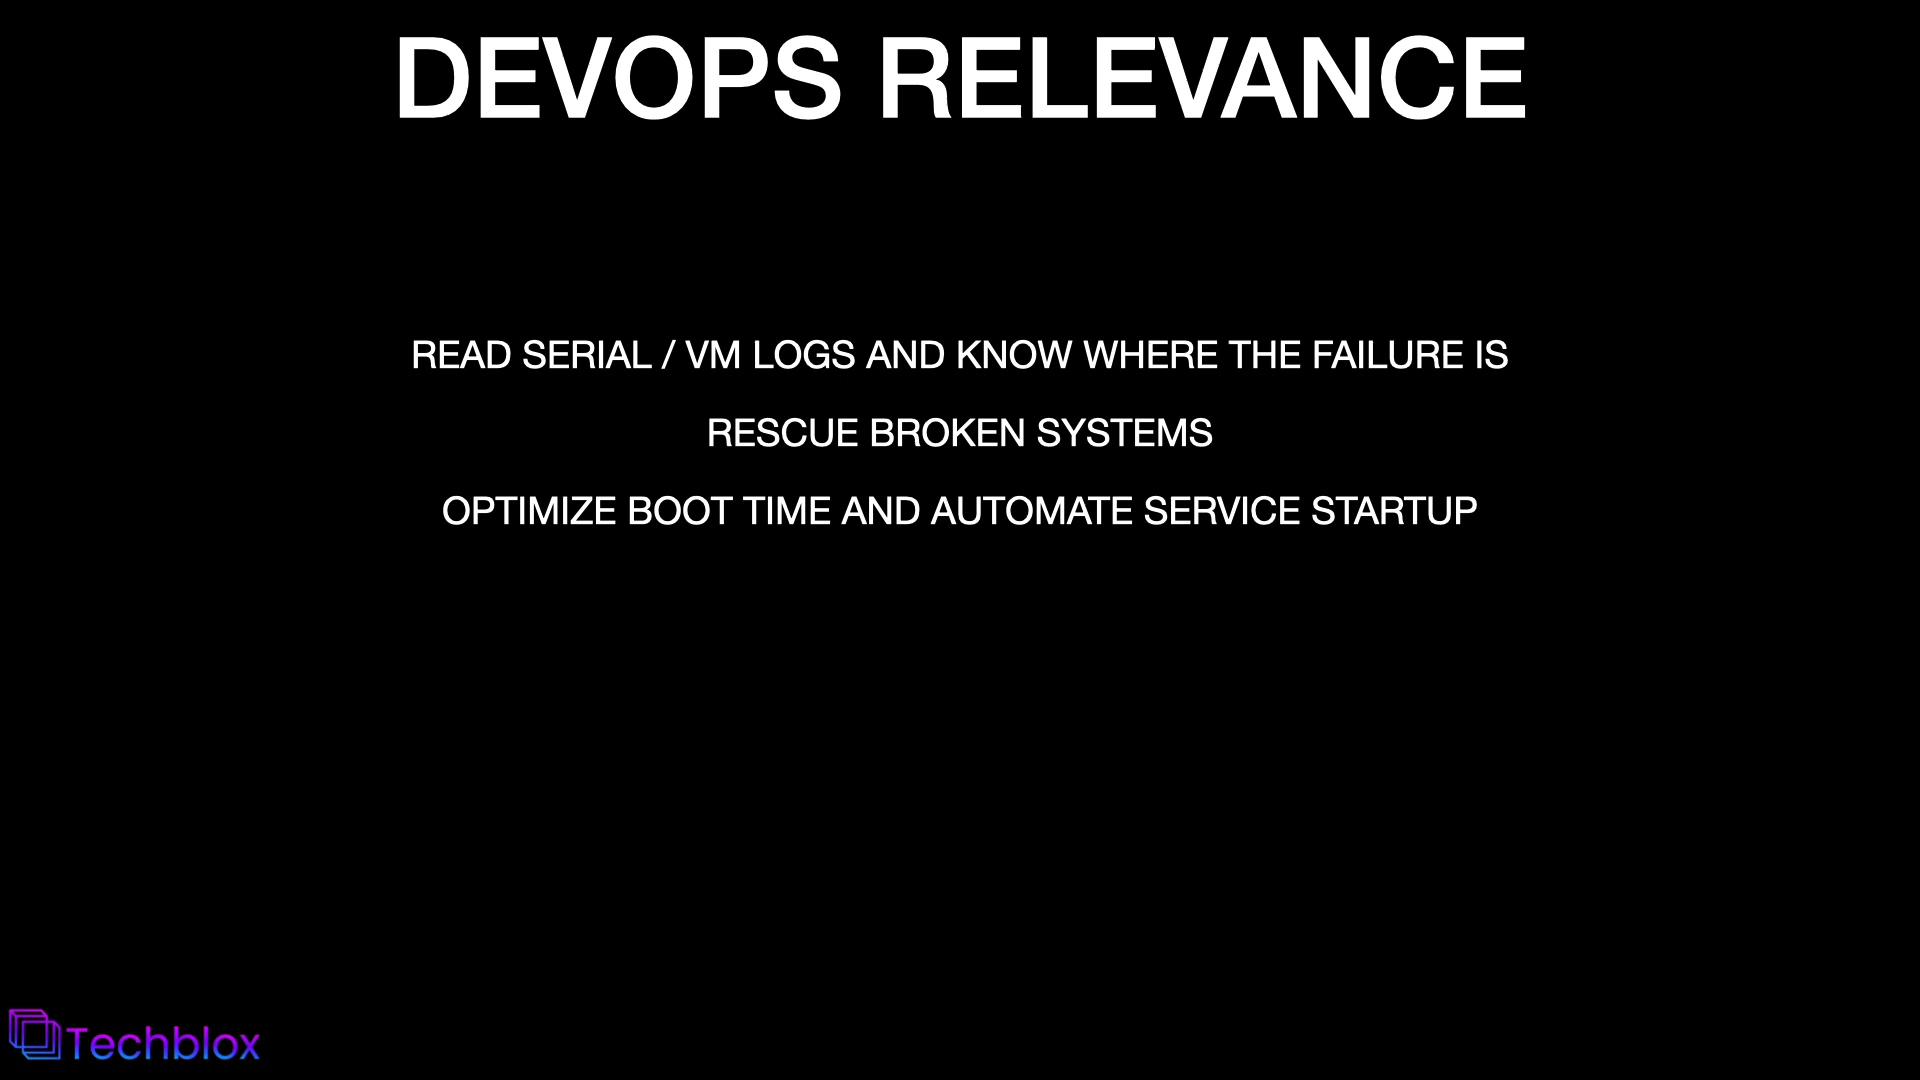 DEVOPS RELEVANCE
READ SERIAL / VM LOGS AND KNOW WHERE THE FAILURE IS
RESCUE BROKEN SYSTEMS
OPTIMIZE BOOT TIME AND AUTOMATE SERVICE STARTUP
Techblox